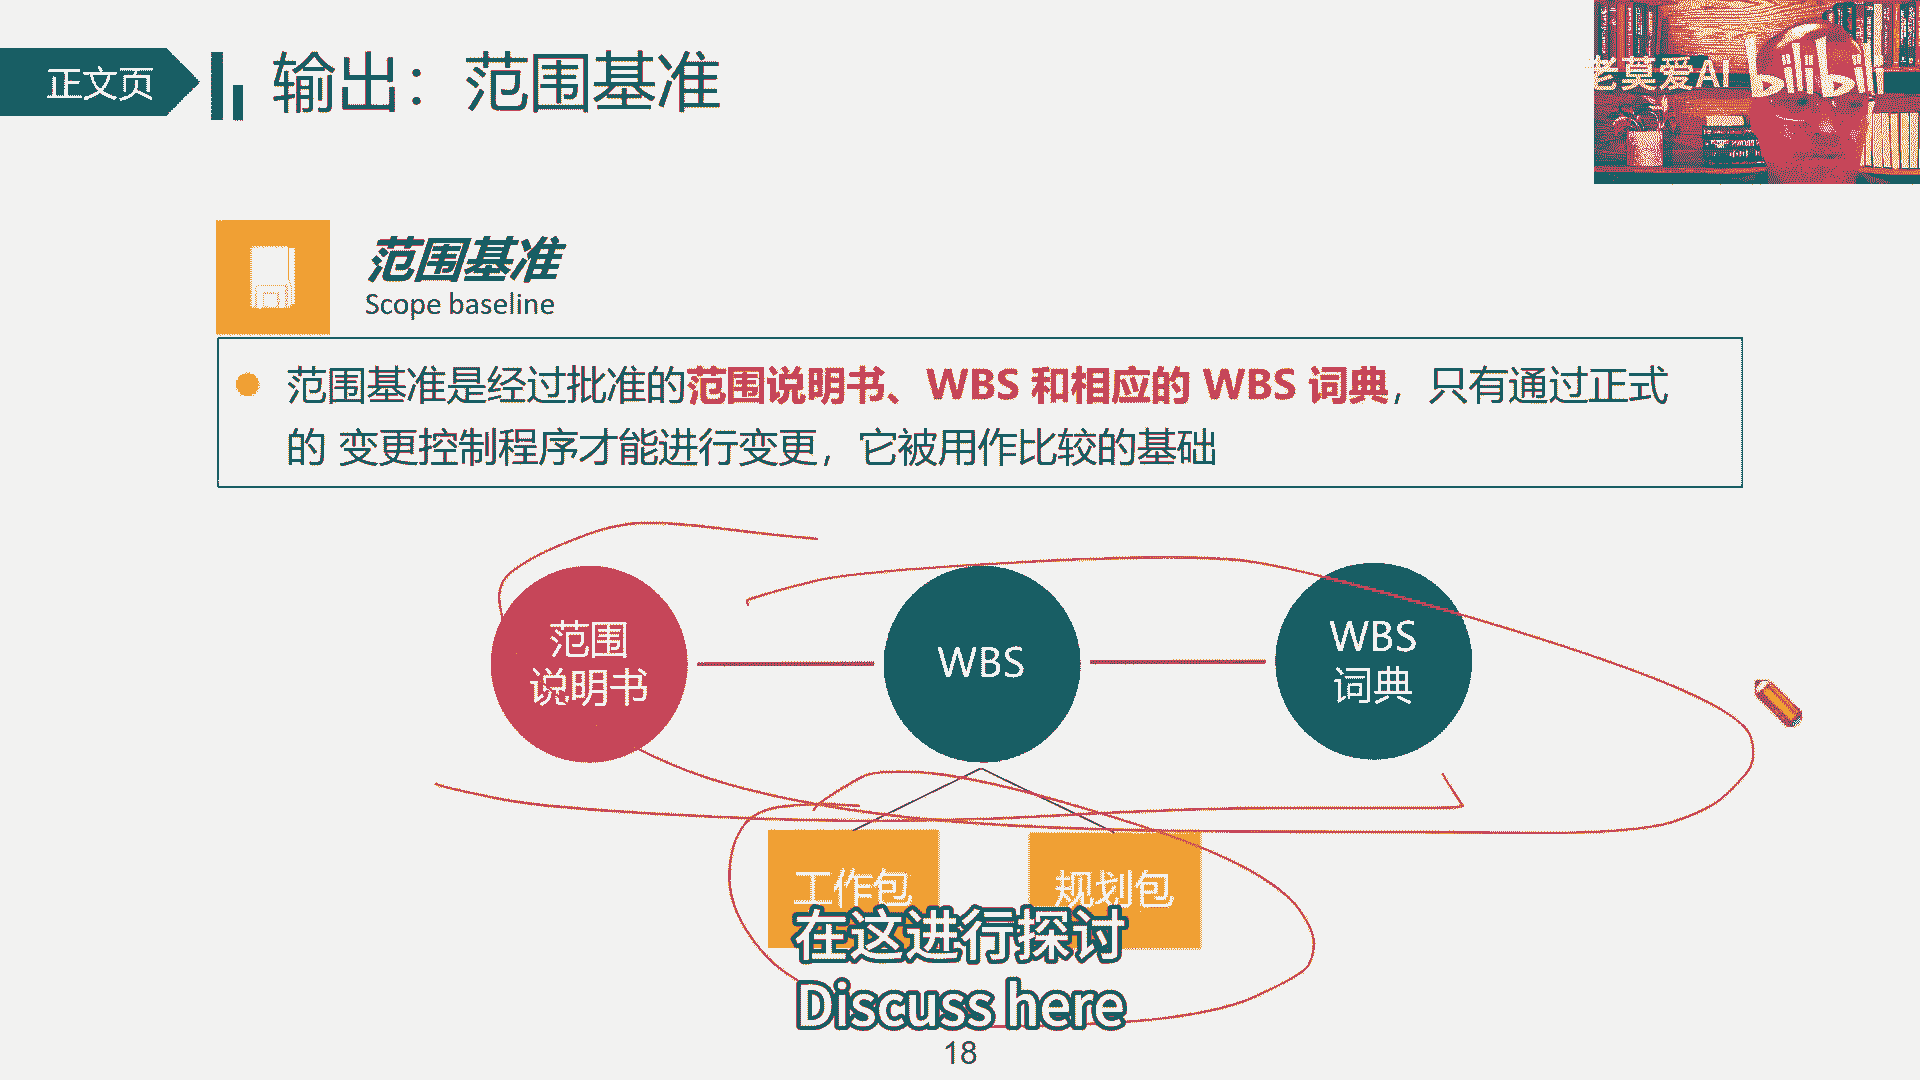 正文页
输出：范围基准
老莫爱AI
bilibili
范围基准
Scope baseline
范围基准是经过批准的范围说明书、WBS 和相应的 WBS 词典，只有通过正式
的 变更控制程序才能进行变更，它被用作比较的基础
范围
说明书
WBS
WBS
词典
工作包
规划包
在这进行探讨
Discuss here
18